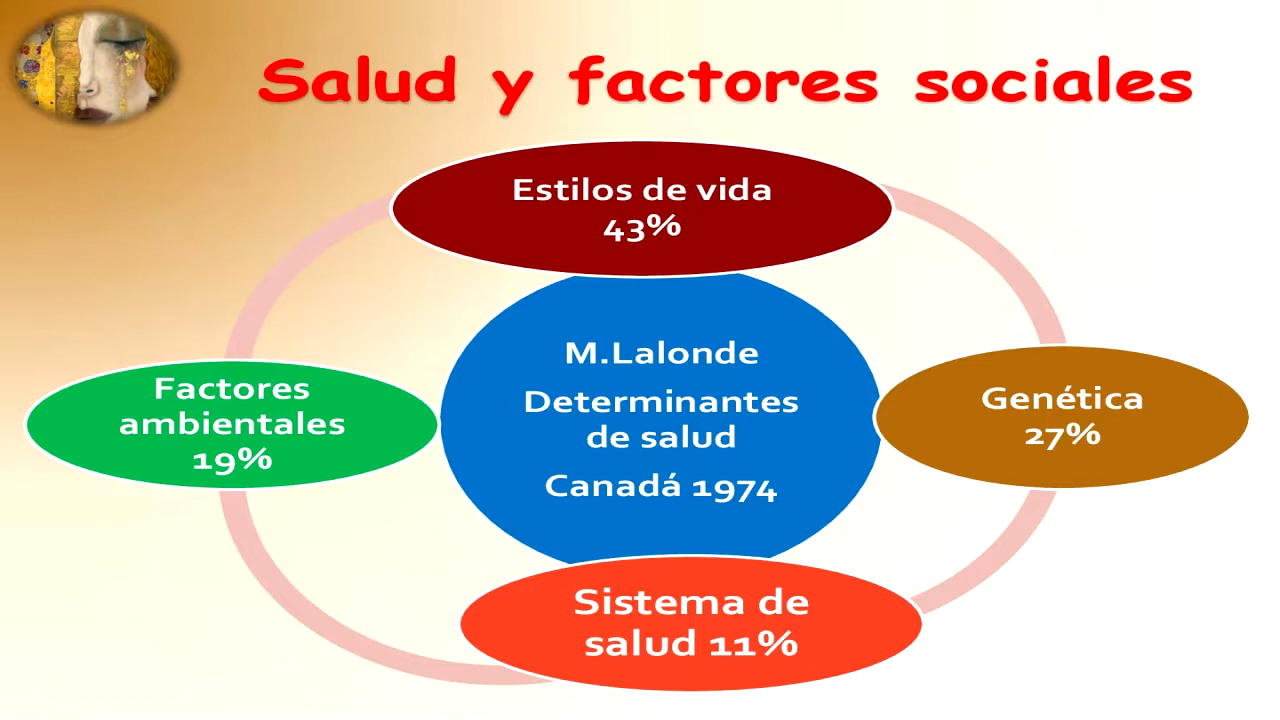 Salud y factores sociales
Estilos de vida
43%
M.Lalonde
Determinantes
de salud
Canadá 1974
Factores
ambientales
19%
Genética
27%
Sistema de
salud 11%